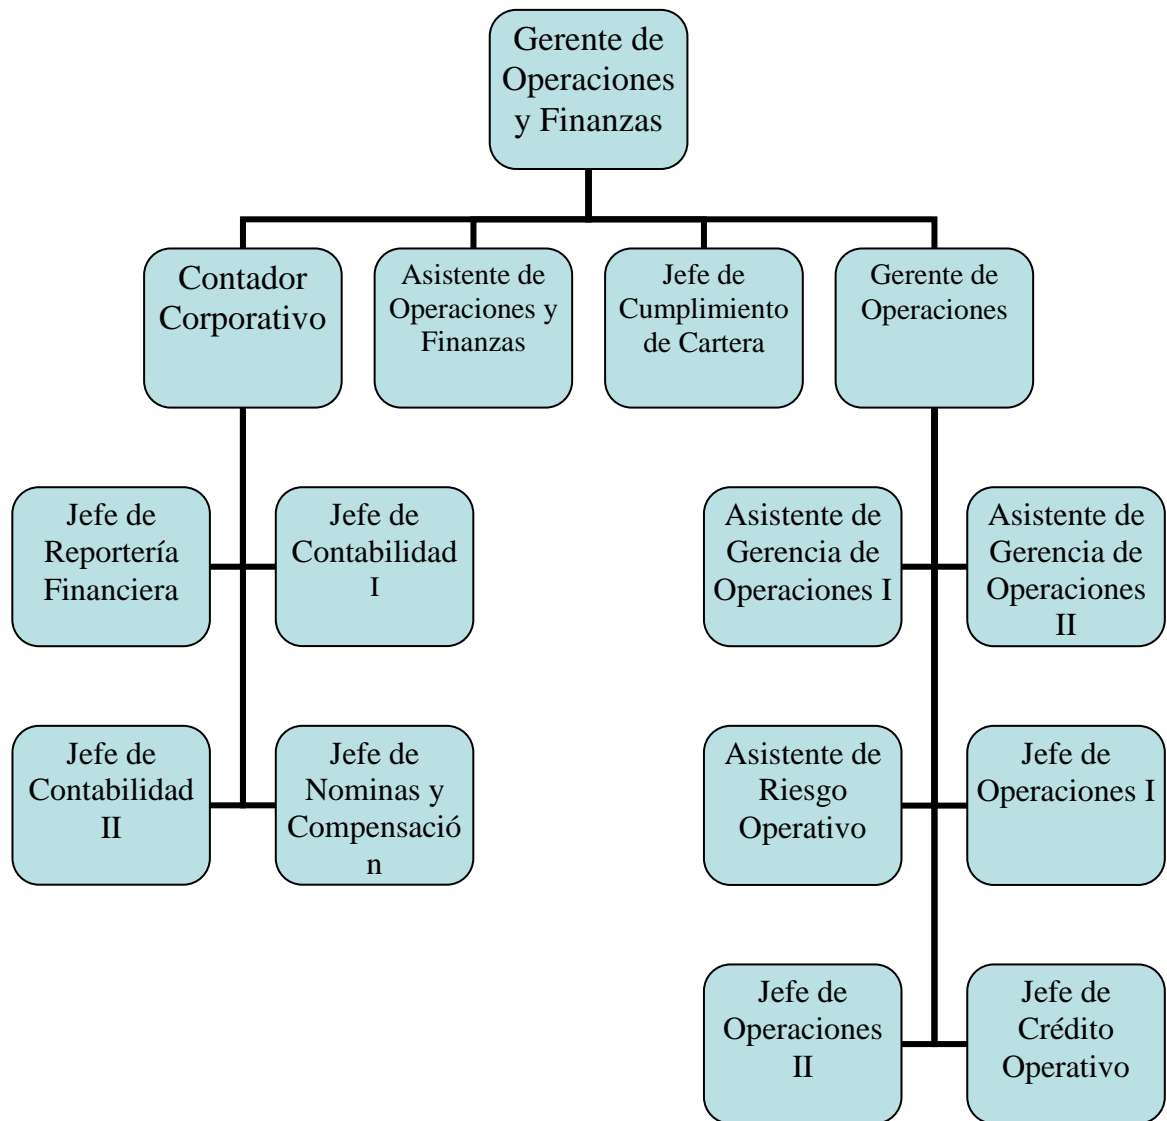 Gerente de
Operaciones
y Finanzas
Contador
Corporativo
Asistente de
Operaciones y
Finanzas
Jefe de
Cumplimiento
de Cartera
Gerente de
Operaciones
Jefe de
Reportería
Financiera
Jefe de
Contabilidad
I
Asistente de
Gerencia de
Operaciones I
Asistente de
Gerencia de
Operaciones
II
Jefe de
Contabilidad
II
Jefe de
Nominas y
Compensació
n
Asistente de
Riesgo
Operativo
Jefe de
Operaciones I
Jefe de
Operaciones
II
Jefe de
Crédito
Operativo